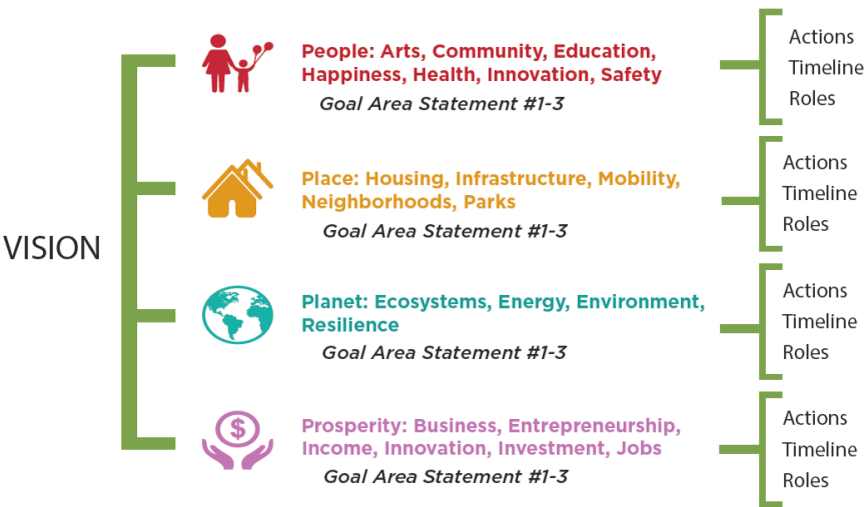 VISION
People: Arts, Community, Education,
Happiness, Health, Innovation, Safety
Goal Area Statement #1-3
Actions
Timeline
Roles
Place: Housing, Infrastructure, Mobility,
Neighborhoods, Parks
Goal Area Statement #1-3
Actions
Timeline
Roles
Planet: Ecosystems, Energy, Environment,
Resilience
Goal Area Statement #1-3
Actions
Timeline
Roles
$
Prosperity: Business, Entrepreneurship,
Income, Innovation, Investment, Jobs
Goal Area Statement #1-3
Actions
Timeline
Roles